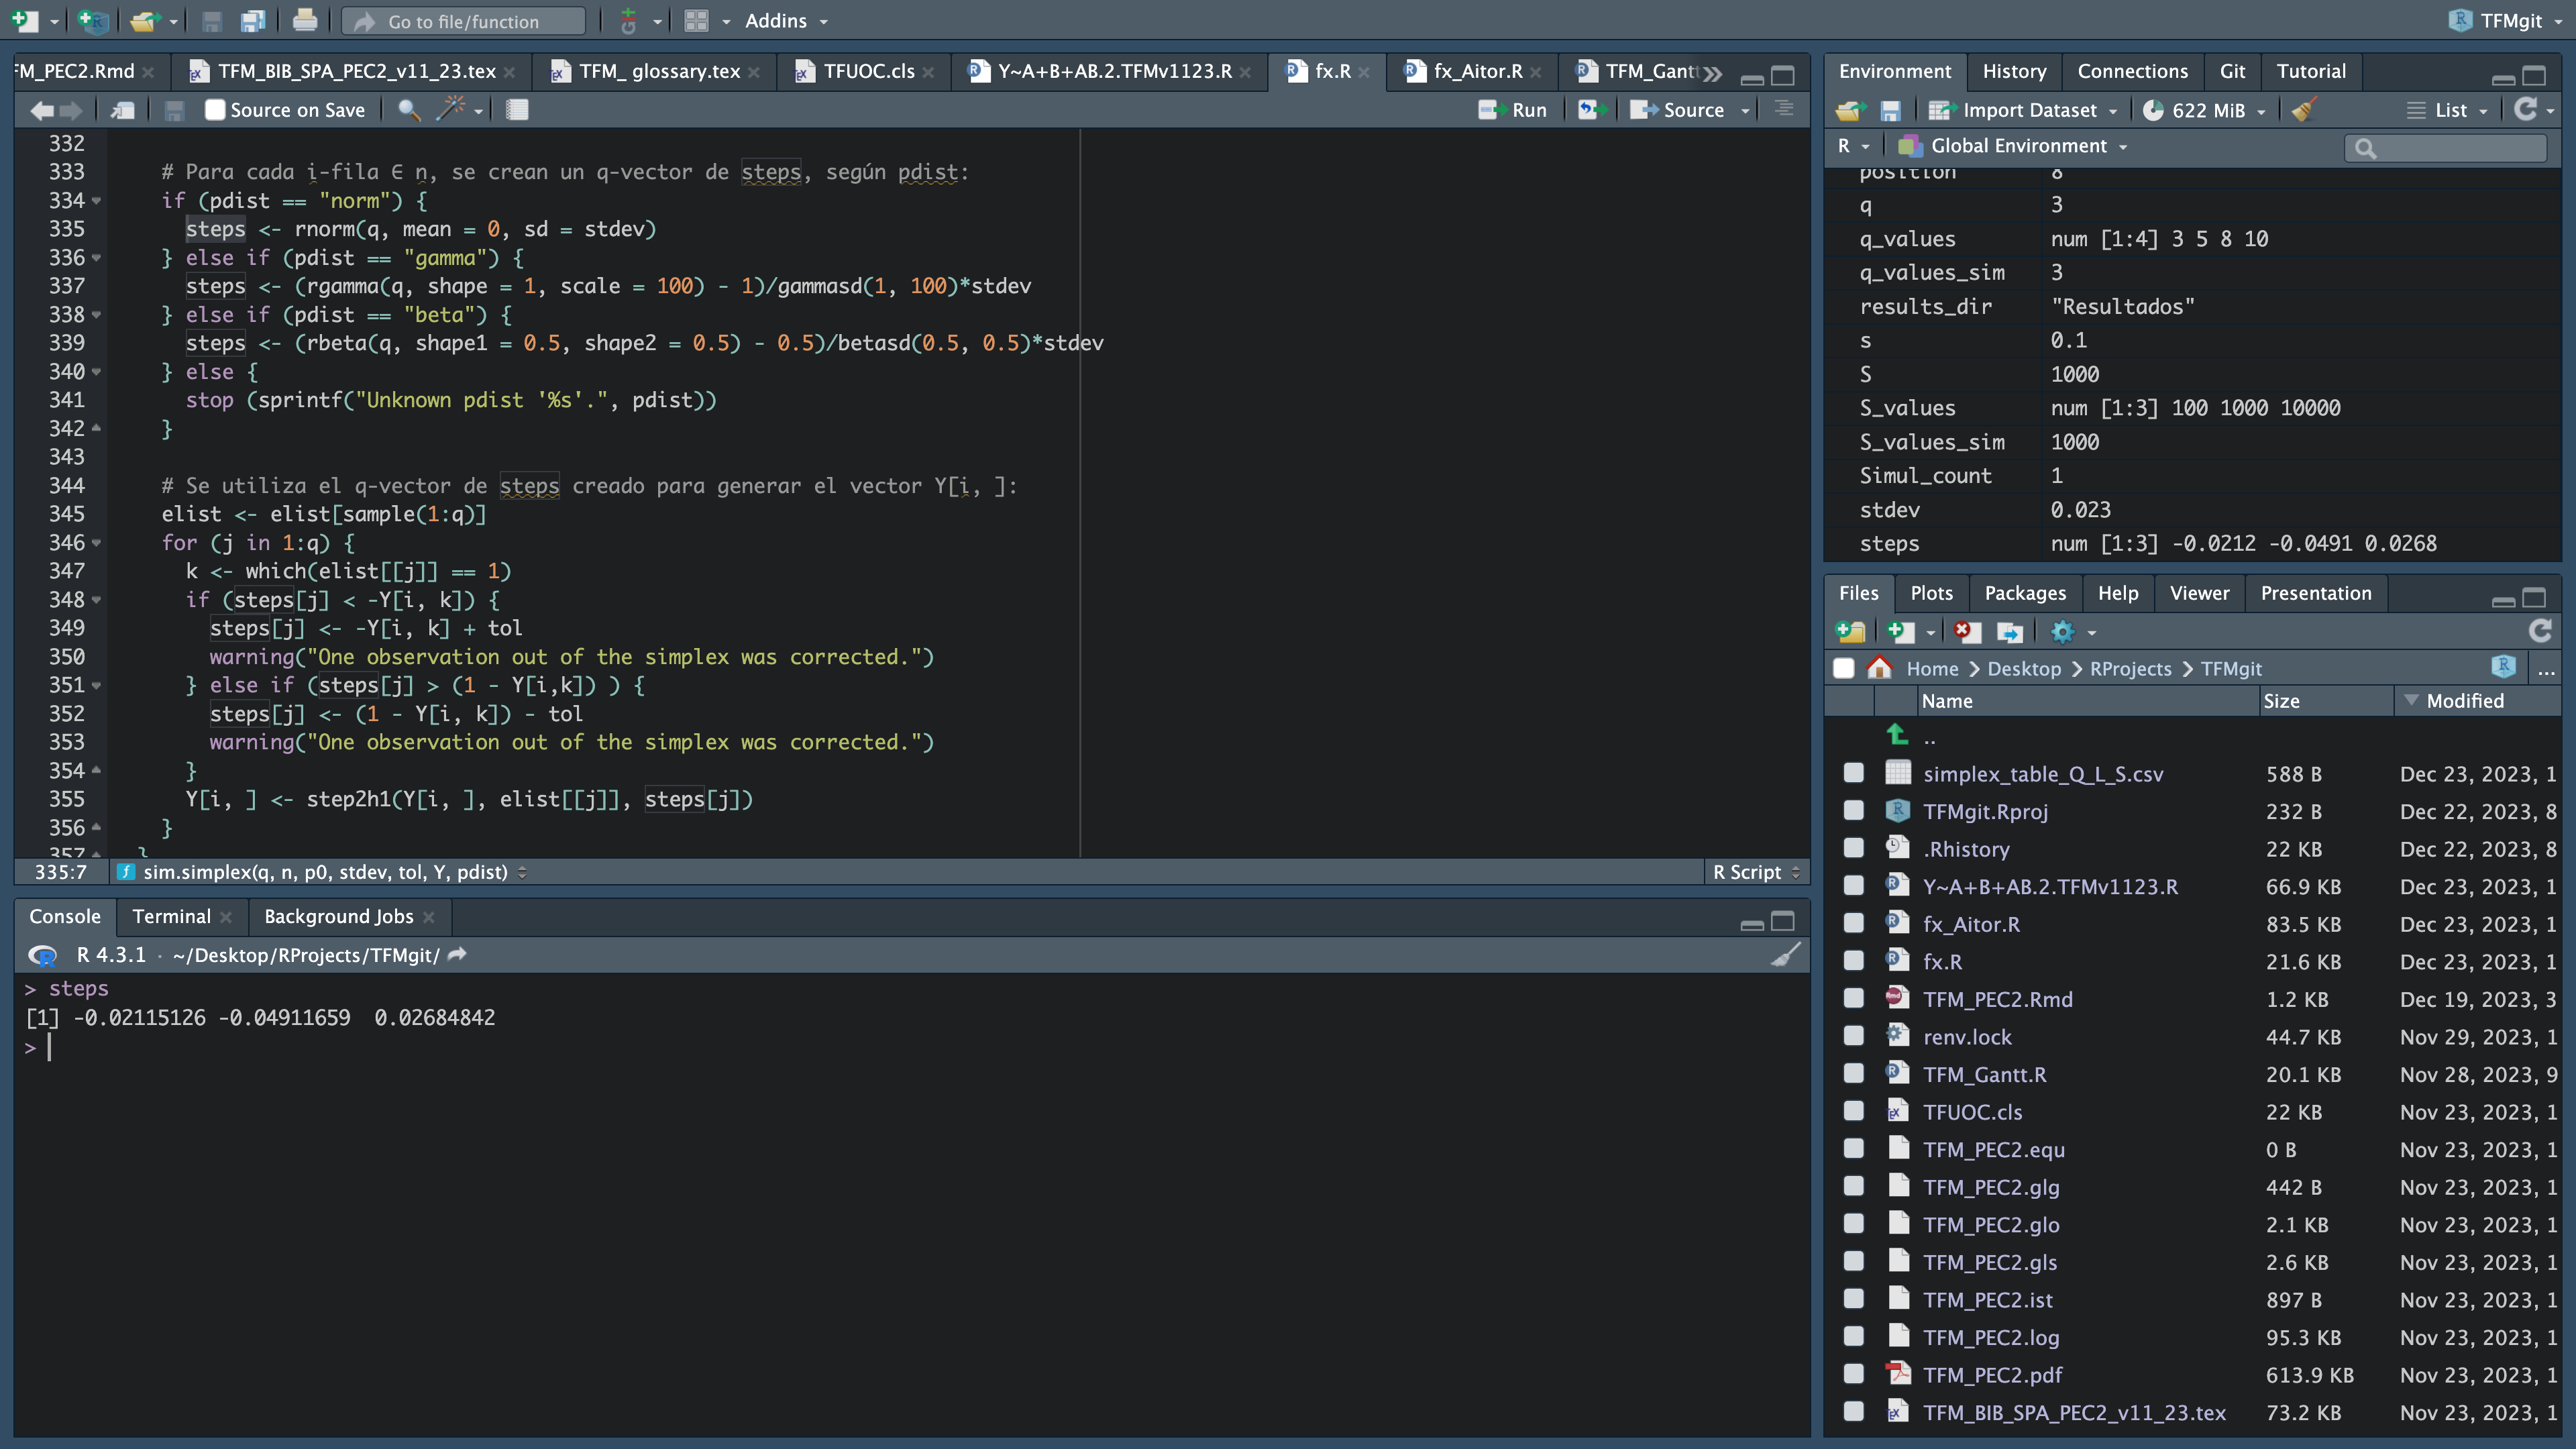 Go to file/function
Addins
TFMgit
FM_PEC2.Rmd
TFM_BIB_SPA_PEC2_v11_23.tex
TFM_ glossary.tex
TFUOC.cls
Y~A+B+AB.2.TFMv1123.R
fx.R
fx_Aitor.R
TFM_Gantt
Source on Save
Run
Source
332
333 # Para cada i-fila ∈ n, se crean un q-vector de steps, según pdist:
334 if (pdist == "norm") {
335 steps <- rnorm(q, mean = 0, sd = stdev)
336 } else if (pdist == "gamma") {
337 steps <- (rgamma(q, shape = 1, scale = 100) - 1)/gammasd(1, 100)*stdev
338 } else if (pdist == "beta") {
339 steps <- (rbeta(q, shape1 = 0.5, shape2 = 0.5) - 0.5)/betasd(0.5, 0.5)*stdev
340 } else {
341 stop (sprintf("Unknown pdist '%s'.", pdist))
342 }
343
344 # Se utiliza el q-vector de steps creado para generar el vector Y[i, ]:
345 elist <- elist[sample(1:q)]
346 for (j in 1:q) {
347 k <- which(elist[[j]] == 1)
348 if (steps[j] < -Y[i, k]) {
349 steps[j] <- -Y[i, k] + tol
350 warning("One observation out of the simplex was corrected.")
351 } else if (steps[j] > (1 - Y[i,k]) ) {
352 steps[j] <- (1 - Y[i, k]) - tol
353 warning("One observation out of the simplex was corrected.")
354 }
355 Y[i, ] <- step2h1(Y[i, ], elist[[j]], steps[j])
356 }
357 }
335:7 sim.simplex(q, n, p0, stdev, tol, Y, pdist) R Script
Console Terminal Background Jobs
R 4.3.1 · ~/Desktop/RProjects/TFMgit/
> steps
[1] -0.02115126 -0.04911659 0.02684842
>
Environment History Connections Git Tutorial
Import Dataset 622 MiB List
R Global Environment
position 8
q 3
q_values num [1:4] 3 5 8 10
q_values_sim 3
results_dir "Resultados"
s 0.1
S 1000
S_values num [1:3] 100 1000 10000
S_values_sim 1000
Simul_count 1
stdev 0.023
steps num [1:3] -0.0212 -0.0491 0.0268
Files Plots Packages Help Viewer Presentation
Home Desktop RProjects TFMgit ...
Name Size Modified
..
simplex_table_Q_L_S.csv 588 B Dec 23, 2023, 1
TFMgit.Rproj 232 B Dec 22, 2023, 8
.Rhistory 22 KB Dec 22, 2023, 8
Y~A+B+AB.2.TFMv1123.R 66.9 KB Dec 23, 2023, 1
fx_Aitor.R 83.5 KB Dec 23, 2023, 1
fx.R 21.6 KB Dec 23, 2023, 1
TFM_PEC2.Rmd 1.2 KB Dec 19, 2023, 3
renv.lock 44.7 KB Nov 29, 2023, 1
TFM_Gantt.R 20.1 KB Nov 28, 2023, 9
TFUOC.cls 22 KB Nov 23, 2023, 1
TFM_PEC2.equ 0 B Nov 23, 2023, 1
TFM_PEC2.glg 442 B Nov 23, 2023, 1
TFM_PEC2.glo 2.1 KB Nov 23, 2023, 1
TFM_PEC2.gls 2.6 KB Nov 23, 2023, 1
TFM_PEC2.ist 897 B Nov 23, 2023, 1
TFM_PEC2.log 95.3 KB Nov 23, 2023, 1
TFM_PEC2.pdf 613.9 KB Nov 23, 2023, 1
TFM_BIB_SPA_PEC2_v11_23.tex 73.2 KB Nov 23, 2023, 1